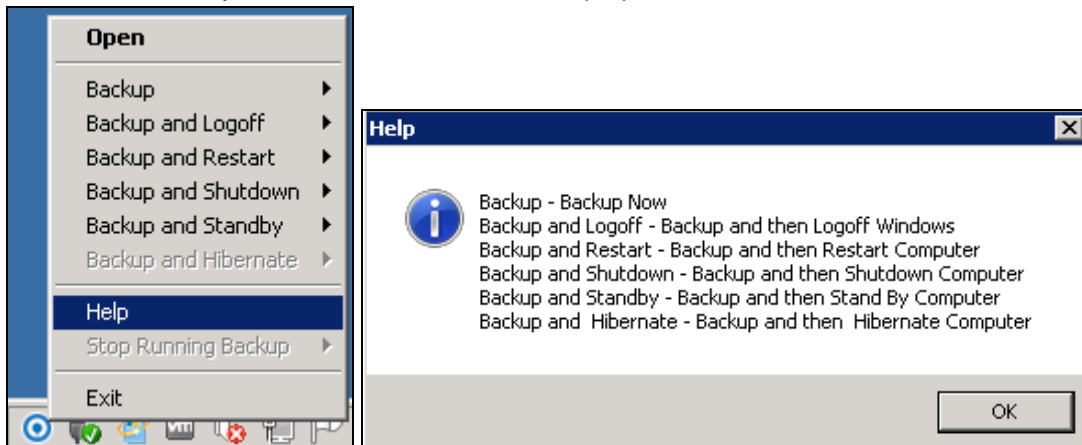 Open
Backup
Backup and Logoff
Backup and Restart
Backup and Shutdown
Backup and Standby
Backup and Hibernate
Help
Stop Running Backup
Exit
Help
Backup - Backup Now
Backup and Logoff - Backup and then Logoff Windows
Backup and Restart - Backup and then Restart Computer
Backup and Shutdown - Backup and then Shutdown Computer
Backup and Standby - Backup and then Stand By Computer
Backup and  Hibernate - Backup and then  Hibernate Computer
OK